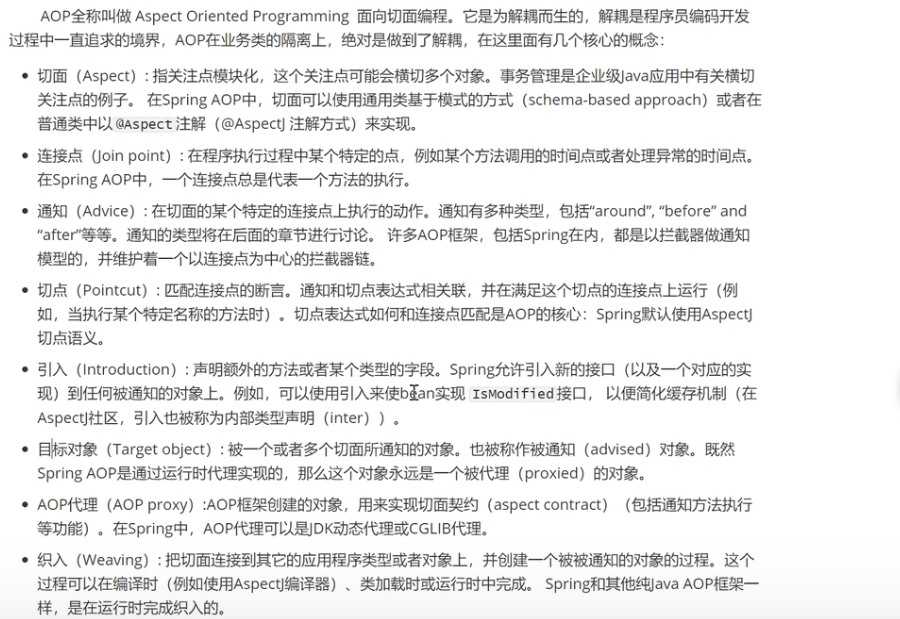 AOP全称叫做 Aspect Oriented Programming 面向切面编程。它是为解耦而生的，解耦是程序员编码开发
过程中一直追求的境界，AOP在业务类的隔离上，绝对是做到了解耦，在这里面有几个核心的概念：
• 切面（Aspect）: 指关注点模块化，这个关注点可能会横切多个对象。事务管理是企业级Java应用中有关横切
关注点的例子。 在Spring AOP中，切面可以使用通用类基于模式的方式（schema-based approach）或者在
普通类中以 @Aspect 注解（@AspectJ 注解方式）来实现。
• 连接点（Join point）: 在程序执行过程中某个特定的点，例如某个方法调用的时间点或者处理异常的时间点。
在Spring AOP中，一个连接点总是代表一个方法的执行。
• 通知（Advice）: 在切面的某个特定的连接点上执行的动作。通知有多种类型，包括“around”, “before” and
“after”等等。通知的类型将在后面的章节进行讨论。 许多AOP框架，包括Spring在内，都是以拦截器做通知
模型的，并维护着一个以连接点为中心的拦截器链。
• 切点（Pointcut）: 匹配连接点的断言。通知和切点表达式相关联，并在满足这个切点的连接点上运行（例
如，当执行某个特定名称的方法时）。切点表达式如何和连接点匹配是AOP的核心：Spring默认使用AspectJ
切点语义。
• 引入（Introduction）: 声明额外的方法或者某个类型的字段。Spring允许引入新的接口（以及一个对应的实
现）到任何被通知的对象上。例如，可以使用引入来使bean实现 IsModified 接口， 以便简化缓存机制（在
AspectJ社区，引入也被称为内部类型声明（inter））。
• 目标对象（Target object）: 被一个或者多个切面所通知的对象。也被称作被通知（advised）对象。既然
Spring AOP是通过运行时代理实现的，那么这个对象永远是一个被代理（proxied）的对象。
• AOP代理（AOP proxy）:AOP框架创建的对象，用来实现切面契约（aspect contract）（包括通知方法执行
等功能）。在Spring中，AOP代理可以是JDK动态代理或CGLIB代理。
• 织入（Weaving）: 把切面连接到其它的应用程序类型或者对象上，并创建一个被被通知的对象的过程。这个
过程可以在编译时（例如使用AspectJ编译器）、类加载时或运行时中完成。 Spring和其他纯Java AOP框架一
样，是在运行时完成织入的。